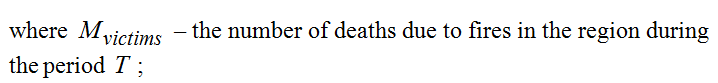 where M_victims – the number of deaths due to fires in the region during
the period T ;